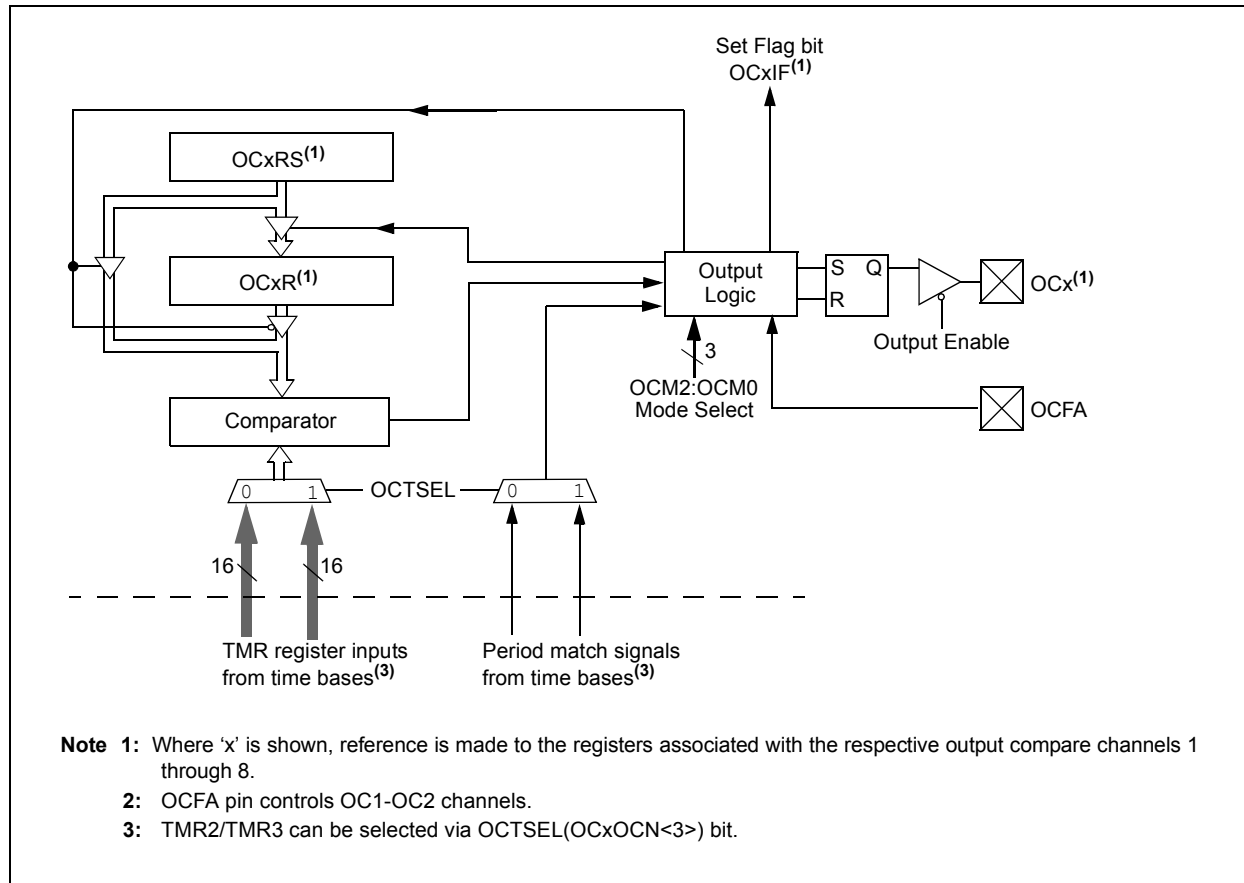 Set Flag bit
OCxIF(1)
OCxRS(1)
OCxR(1)
Output
Logic
S Q
R
OCx(1)
Output Enable
3
OCM2:OCM0
Mode Select
OCFA
Comparator
0 1
OCTSEL
0 1
16 16
TMR register inputs
from time bases(3)
Period match signals
from time bases(3)
Note 1: Where ‘x’ is shown, reference is made to the registers associated with the respective output compare channels 1
through 8.
2: OCFA pin controls OC1-OC2 channels.
3: TMR2/TMR3 can be selected via OCTSEL(OCxOCN<3>) bit.